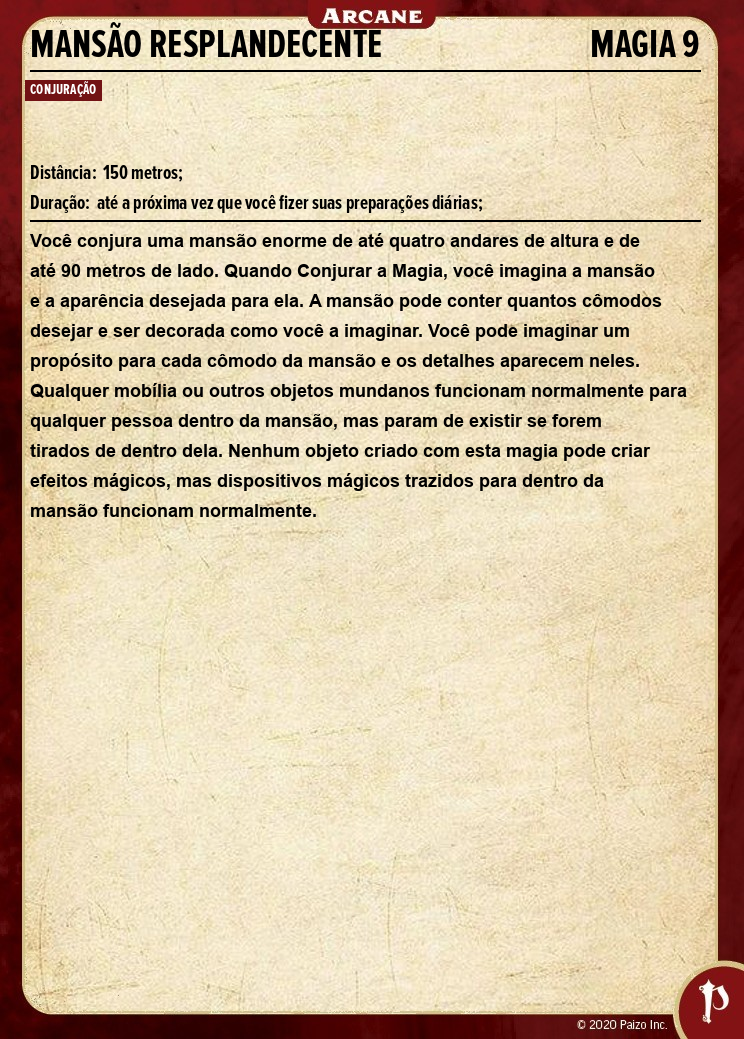 ARCANE
MANSÃO RESPLANDECENTE MAGIA 9
CONJURAÇÃO
Distância: 150 metros;
Duração: até a próxima vez que você fizer suas preparações diárias;
Você conjura uma mansão enorme de até quatro andares de altura e de
até 90 metros de lado. Quando Conjurar a Magia, você imagina a mansão
e a aparência desejada para ela. A mansão pode conter quantos cômodos
desejar e ser decorada como você a imaginar. Você pode imaginar um
propósito para cada cômodo da mansão e os detalhes aparecem neles.
Qualquer mobília ou outros objetos mundanos funcionam normalmente para
qualquer pessoa dentro da mansão, mas param de existir se forem
tirados de dentro dela. Nenhum objeto criado com esta magia pode criar
efeitos mágicos, mas dispositivos mágicos trazidos para dentro da
mansão funcionam normalmente.
© 2020 Paizo Inc.
P